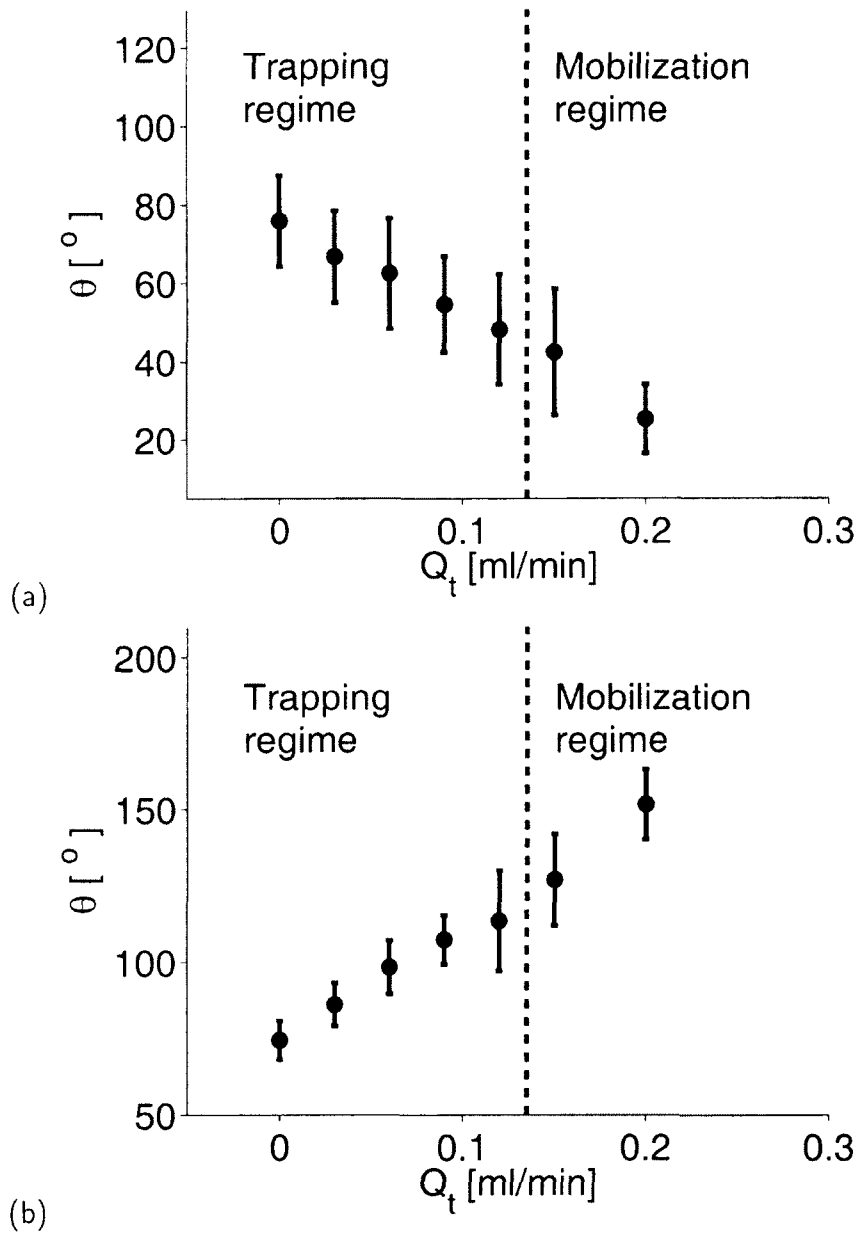 120
100
80
60
40
20
θ [ ° ]
Trapping
regime
Mobilization
regime
0
0.1
0.2
0.3
Q_t [ml/min]
(a)
200
150
100
50
θ [ ° ]
Trapping
regime
Mobilization
regime
0
0.1
0.2
0.3
Q_t [ml/min]
(b)